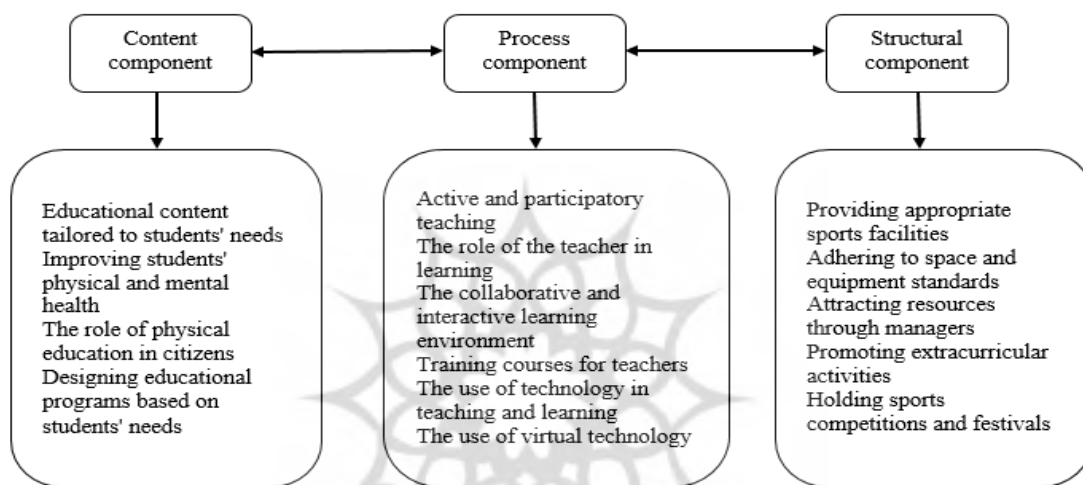 Content
component
Process
component
Structural
component
Educational content
tailored to students' needs
Improving students'
physical and mental
health
The role of physical
education in citizens
Designing educational
programs based on
students' needs
Active and participatory
teaching
The role of the teacher in
learning
The collaborative and
interactive learning
environment
Training courses for teachers
The use of technology in
teaching and learning
The use of virtual technology
Providing appropriate
sports facilities
Adhering to space and
equipment standards
Attracting resources
through managers
Promoting extracurricular
activities
Holding sports
competitions and festivals